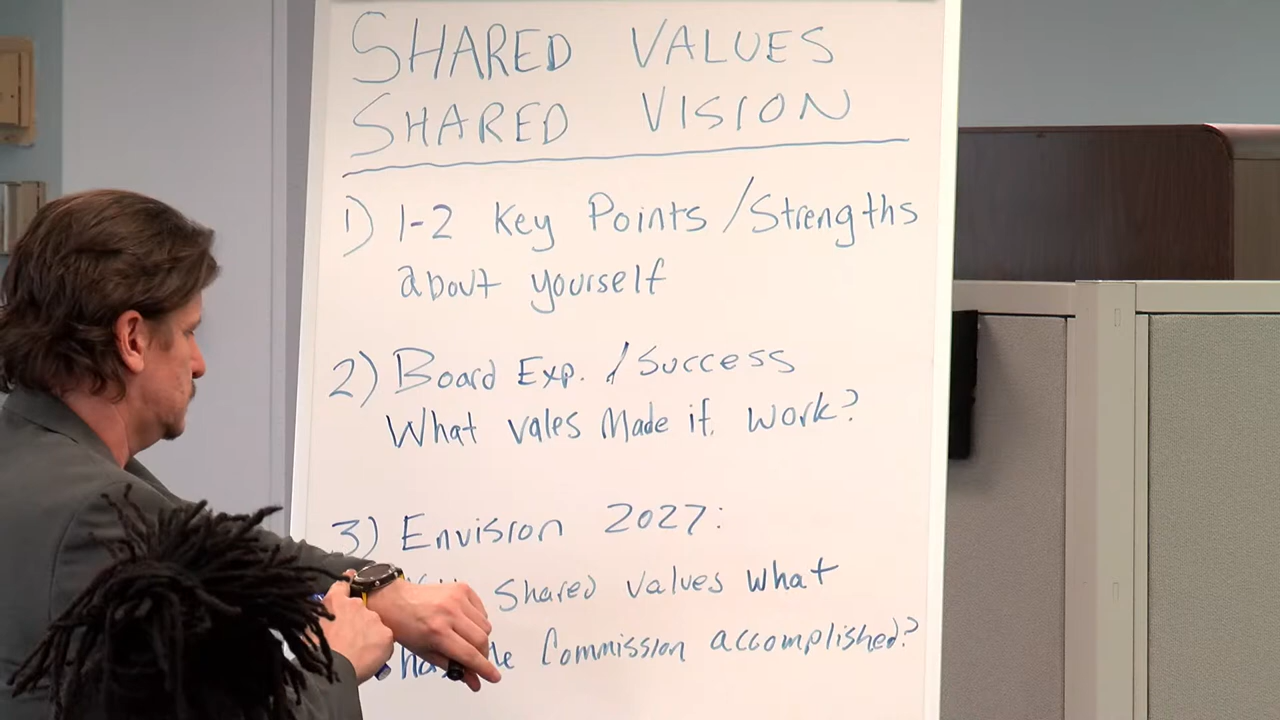 SHARED VALUES
SHARED VISION
1) 1-2 Key Points / Strengths
about yourself
2) Board Exp. / Success
What vales Made it work?
3) Envision 2027:
Shared values what
Commission accomplished?